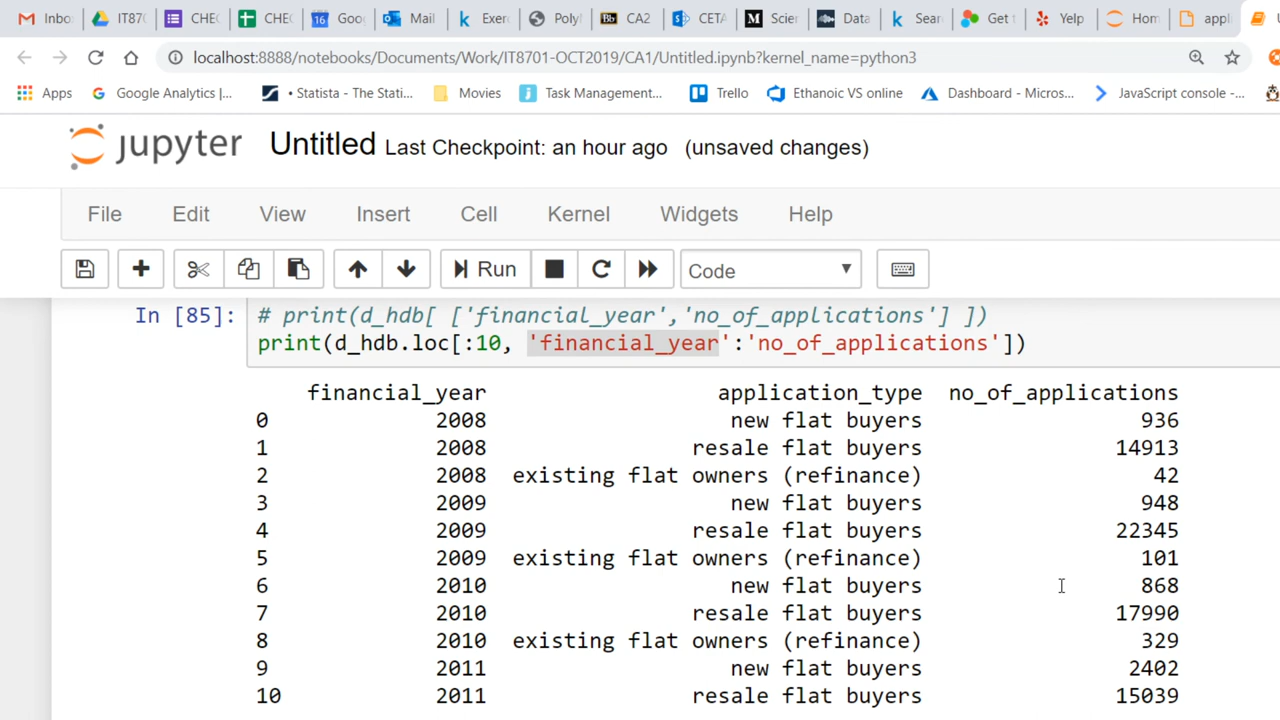 Inbo IT870 CHEC CHEC Goo Mail Exer Poly CA2 CETA Scier Data Sear Get t Yelp Hom appl
localhost:8888/notebooks/Documents/Work/IT8701-OCT2019/CA1/Untitled.ipynb?kernel_name=python3
Apps Google Analytics |... • Statista - The Stati... Movies Task Management... Trello Ethanoic VS online Dashboard - Micros... JavaScript console -...
jupyter Untitled Last Checkpoint: an hour ago (unsaved changes)
File Edit View Insert Cell Kernel Widgets Help
Run Code
In [85]: # print(d_hdb[ ['financial_year','no_of_applications'] ])
print(d_hdb.loc[:10, 'financial_year':'no_of_applications'])
financial_year application_type no_of_applications
0 2008 new flat buyers 936
1 2008 resale flat buyers 14913
2 2008 existing flat owners (refinance) 42
3 2009 new flat buyers 948
4 2009 resale flat buyers 22345
5 2009 existing flat owners (refinance) 101
6 2010 new flat buyers 868
7 2010 resale flat buyers 17990
8 2010 existing flat owners (refinance) 329
9 2011 new flat buyers 2402
10 2011 resale flat buyers 15039